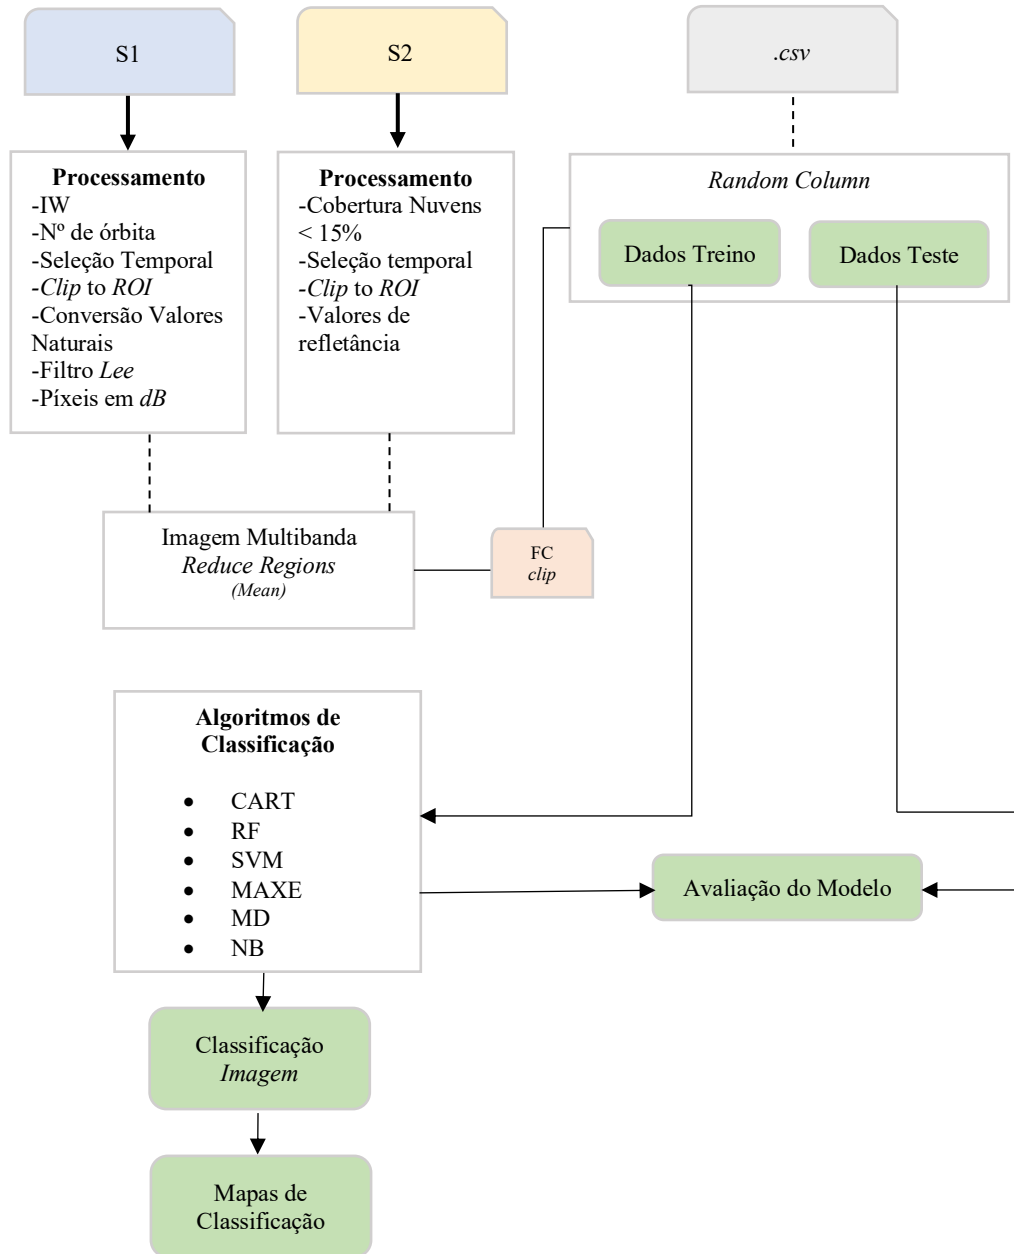 S1
S2
.csv
Processamento
-IW
-Nº de órbita
-Seleção Temporal
-Clip to ROI
-Conversão Valores
Naturais
-Filtro Lee
-Píxeis em dB
Processamento
-Cobertura Nuvens
< 15%
-Seleção temporal
-Clip to ROI
-Valores de
refletância
Random Column
Dados Treino
Dados Teste
Imagem Multibanda
Reduce Regions
(Mean)
FC
clip
Algoritmos de
Classificação
• CART
• RF
• SVM
• MAXE
• MD
• NB
Avaliação do Modelo
Classificação
Imagem
Mapas de
Classificação